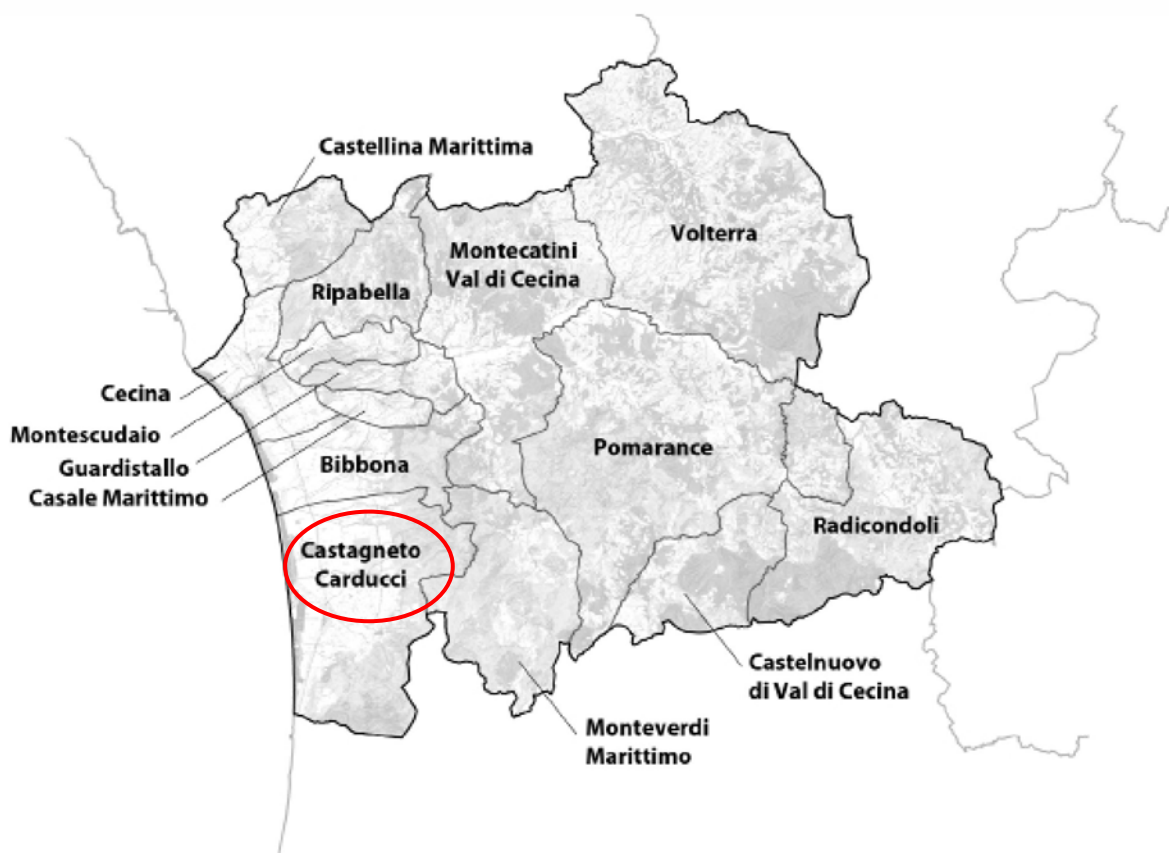 Castellina Marittima
Volterra
Montecatini
Val di Cecina
Ripabella
Cecina
Montescudaio
Guardistallo
Casale Marittimo
Bibbona
Pomarance
Radicondoli
Castagneto
Carducci
Castelnuovo
di Val di Cecina
Monteverdi
Marittimo